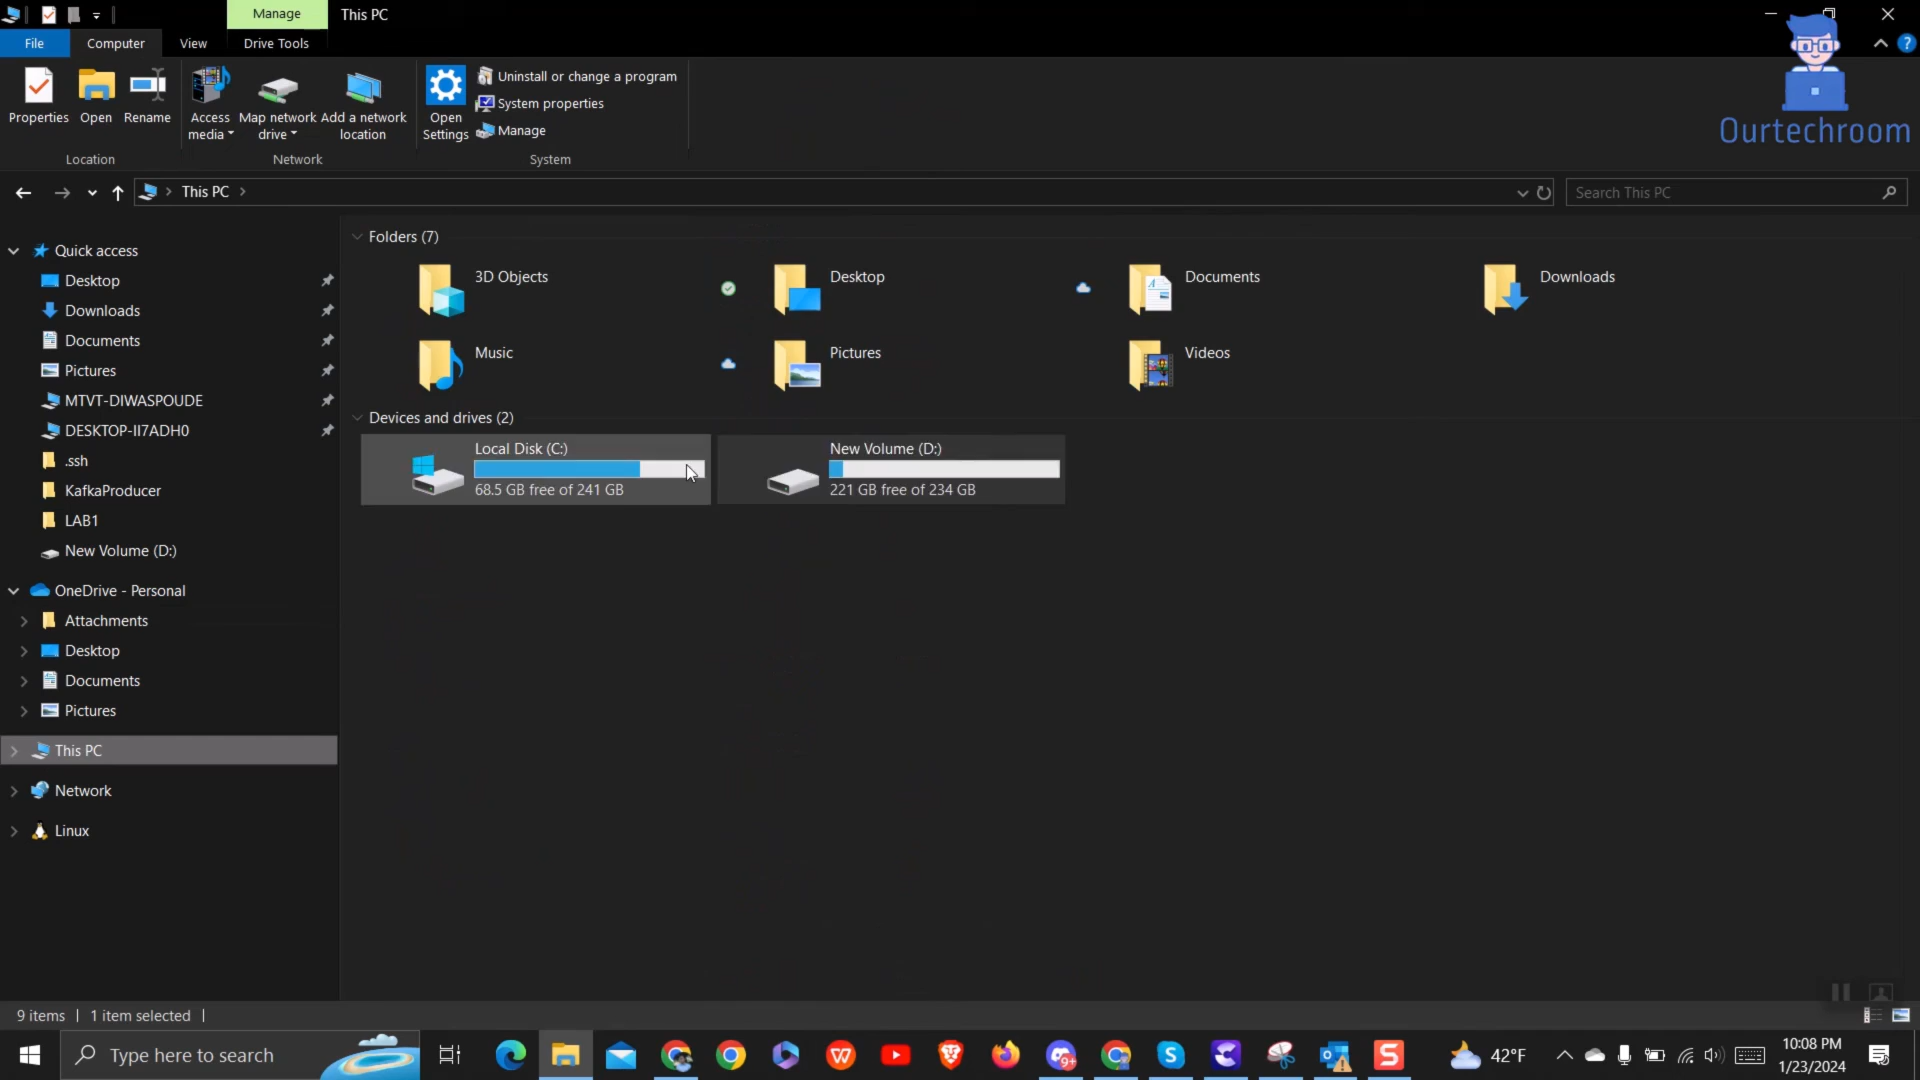 Manage
This PC
File
Computer
View
Drive Tools
Properties
Open
Rename
Access media
Map network drive
Add a network location
Open Settings
Uninstall or change a program
System properties
Manage
Location
Network
System
Ourtechroom
This PC
Search This PC
Quick access
Desktop
Downloads
Documents
Pictures
MTVT-DIWASPOUDE
DESKTOP-II7ADH0
.ssh
KafkaProducer
LAB1
New Volume (D:)
OneDrive - Personal
Attachments
Desktop
Documents
Pictures
This PC
Network
Linux
Folders (7)
3D Objects
Desktop
Documents
Downloads
Music
Pictures
Videos
Devices and drives (2)
Local Disk (C:)
68.5 GB free of 241 GB
New Volume (D:)
221 GB free of 234 GB
9 items
1 item selected
Type here to search
9+
42°F
10:08 PM
1/23/2024